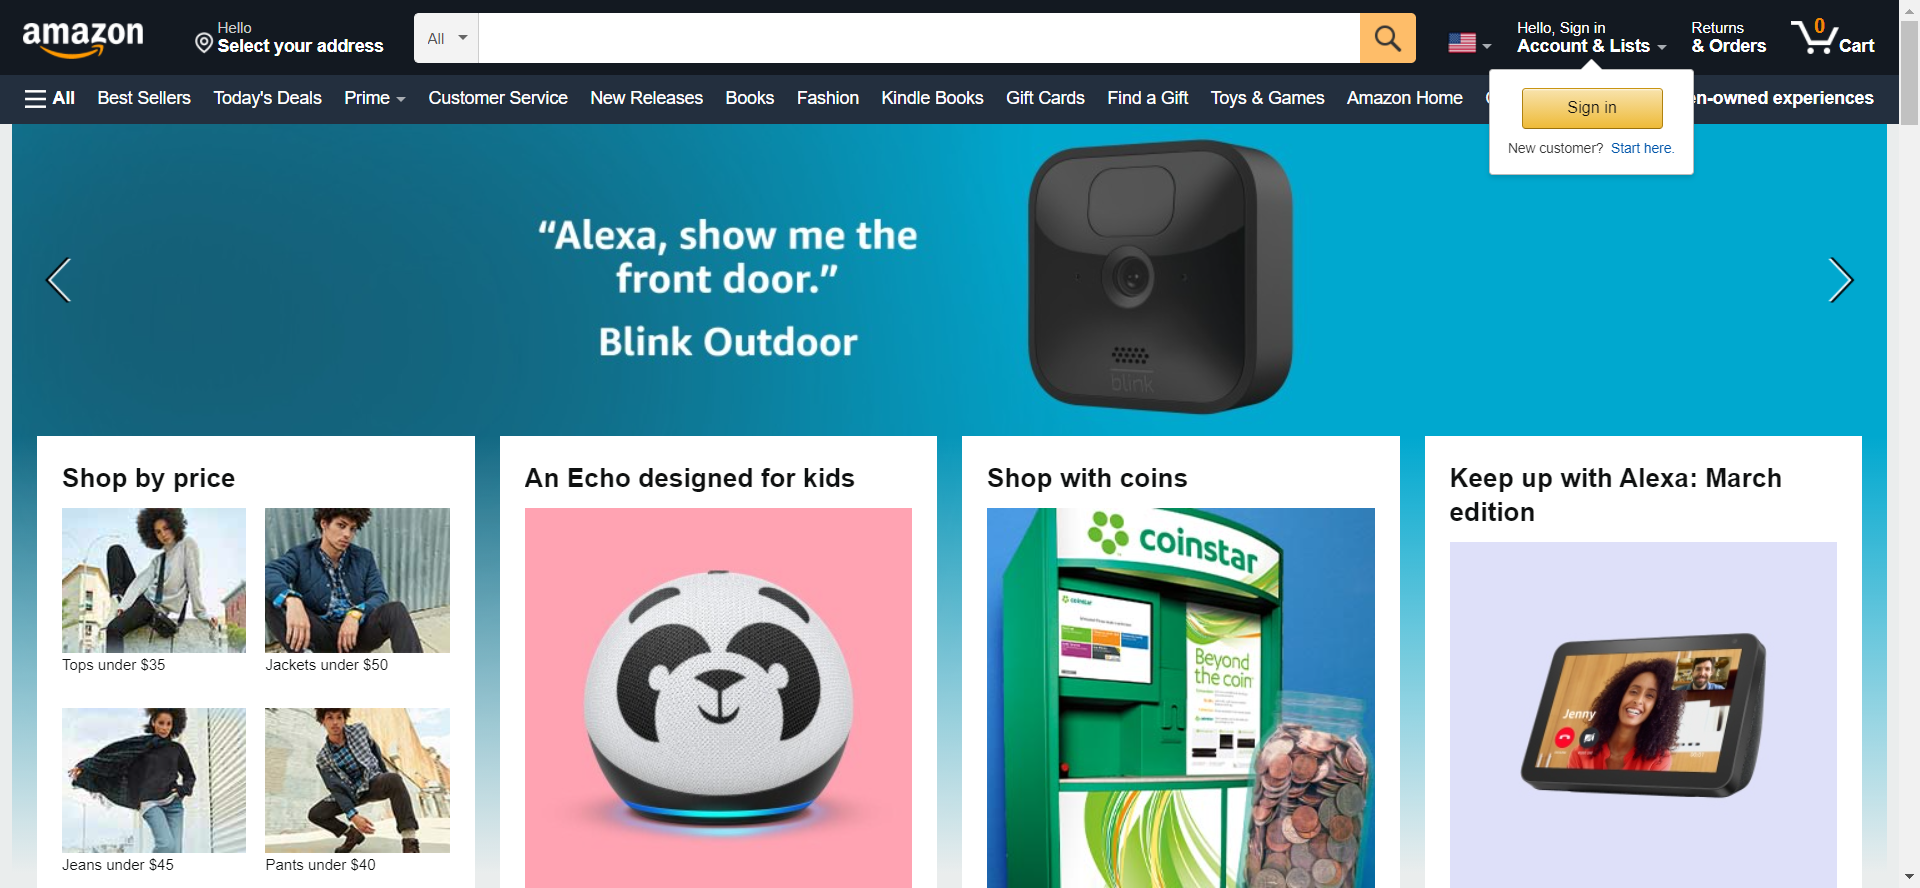 amazon
Hello
Select your address
All
Hello, Sign in
Account & Lists
Returns
& Orders
0
Cart
All
Best Sellers
Today's Deals
Prime
Customer Service
New Releases
Books
Fashion
Kindle Books
Gift Cards
Find a Gift
Toys & Games
Amazon Home
en-owned experiences
Sign in
New customer? Start here.
“Alexa, show me the
front door.”
Blink Outdoor
blink
Shop by price
Tops under $35
Jackets under $50
Jeans under $45
Pants under $40
An Echo designed for kids
Shop with coins
coinstar
coinstar
Beyond
the coin
coinstar
Keep up with Alexa: March
edition
Jenny